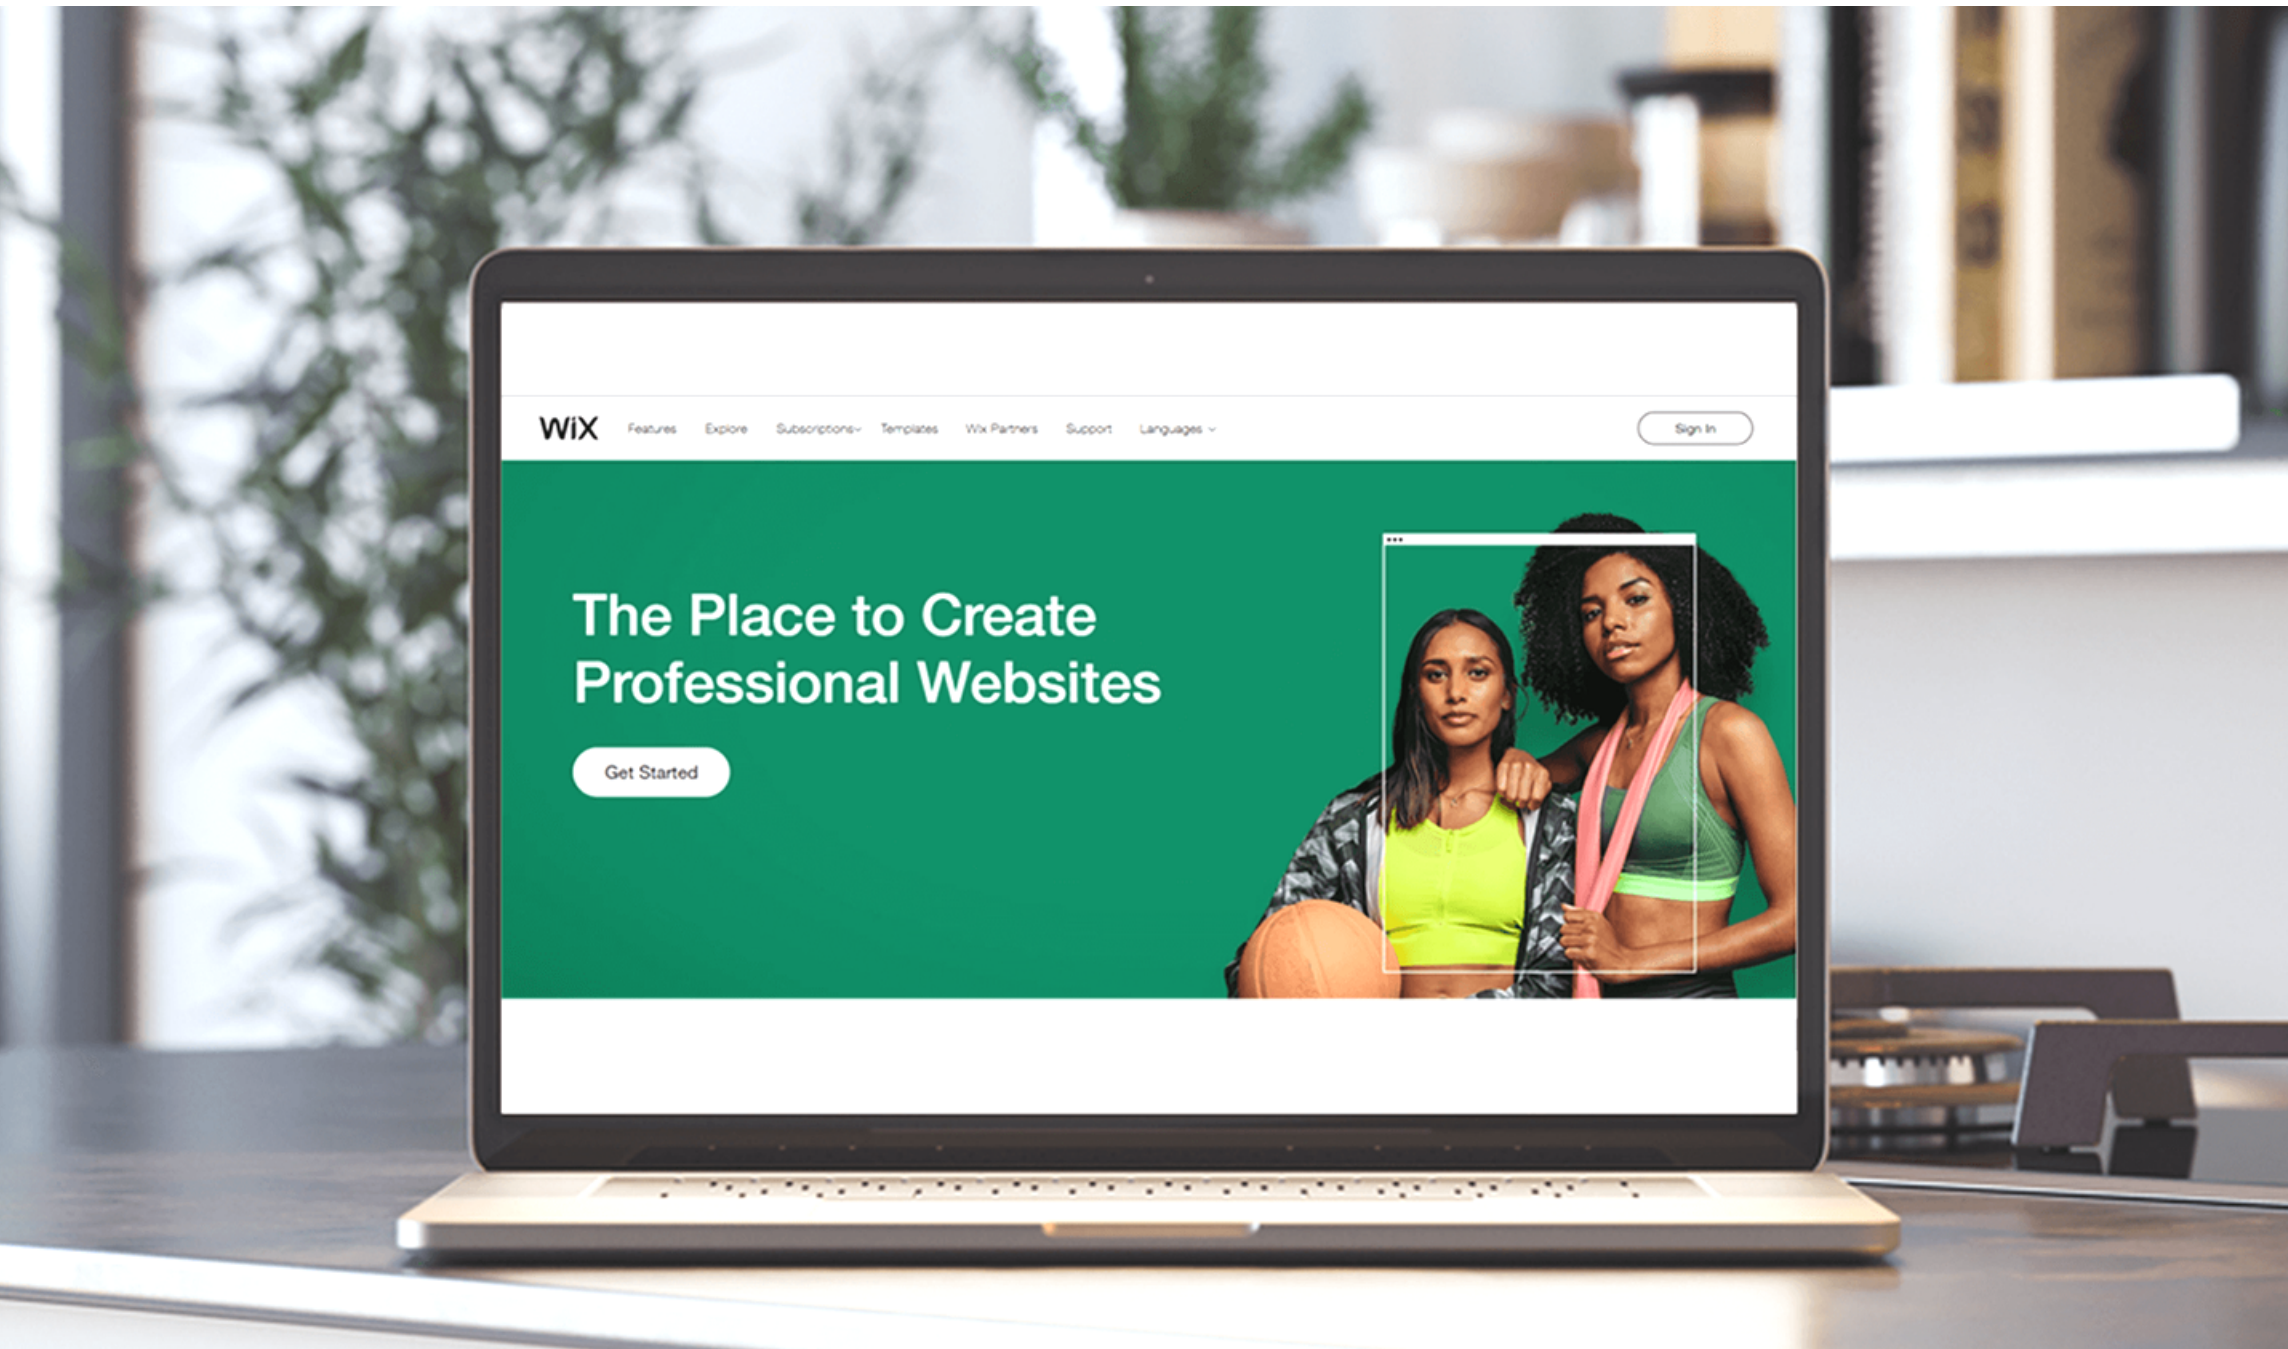 WiX
Features Explore Subscriptions Templates Wix Partners Support Languages
Sign In
The Place to Create
Professional Websites
Get Started